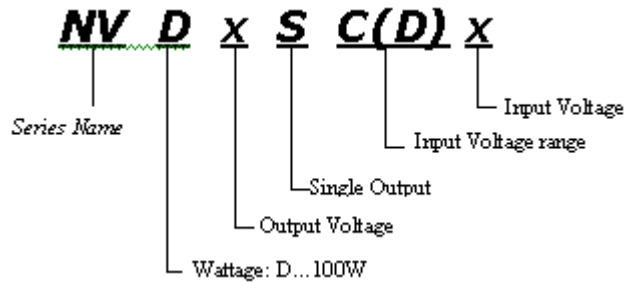 NV D x S C(D) x
Input Voltage
Series Name
Input Voltage range
Single Output
Output Voltage
Wattage: D...100W